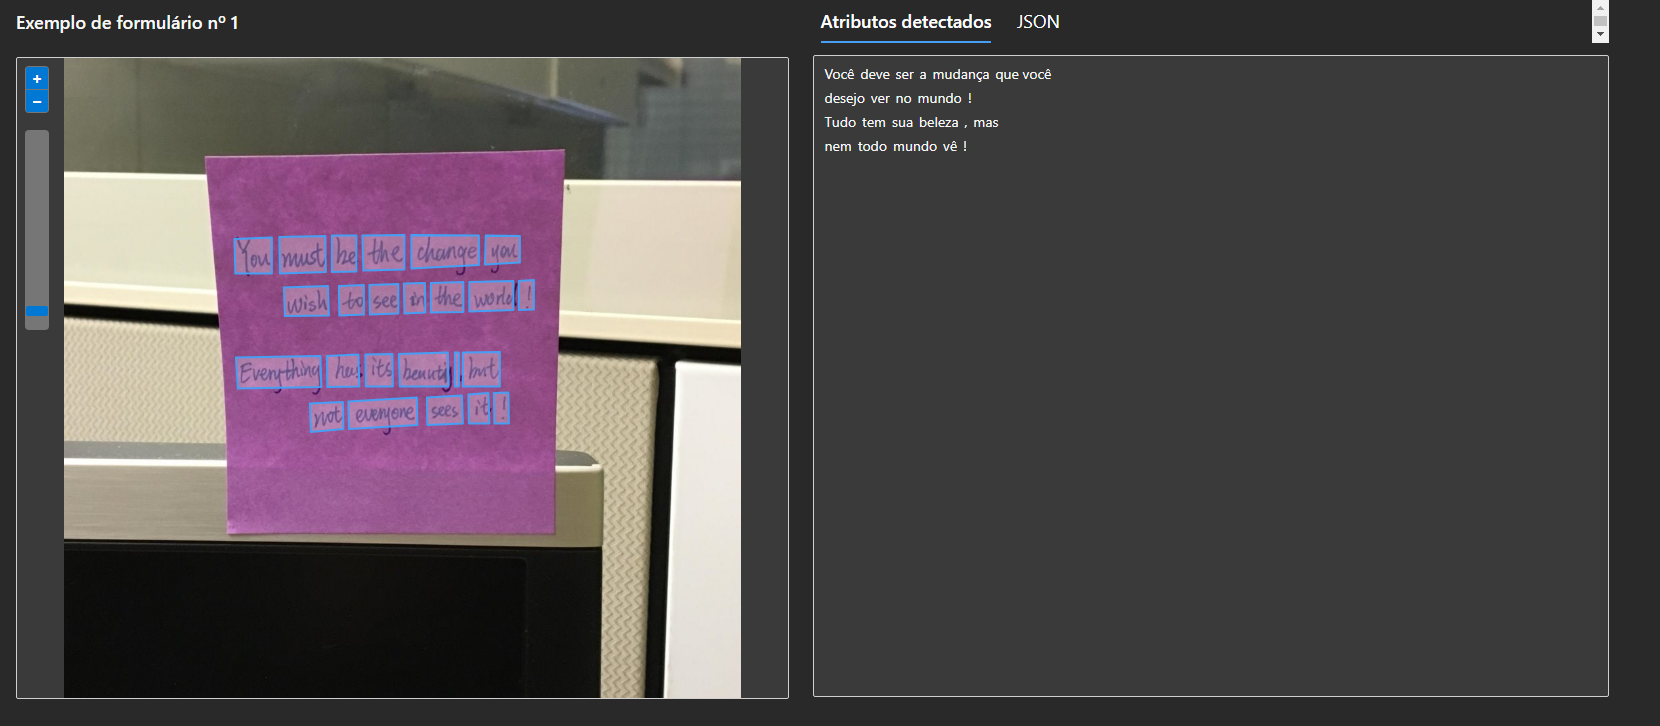 Exemplo de formulário nº 1
+
−
You must be the change you
wish to see in the world!
Everything has its beauty, but
not everyone sees it!
Atributos detectados JSON
Você deve ser a mudança que você
desejo ver no mundo !
Tudo tem sua beleza , mas
nem todo mundo vê !